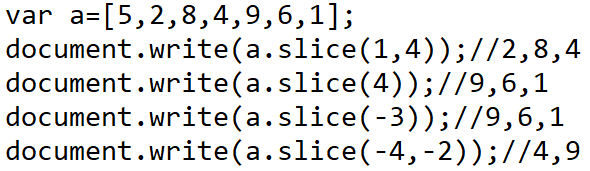 var a=[5,2,8,4,9,6,1];
document.write(a.slice(1,4));//2,8,4
document.write(a.slice(4));//9,6,1
document.write(a.slice(-3));//9,6,1
document.write(a.slice(-4,-2));//4,9